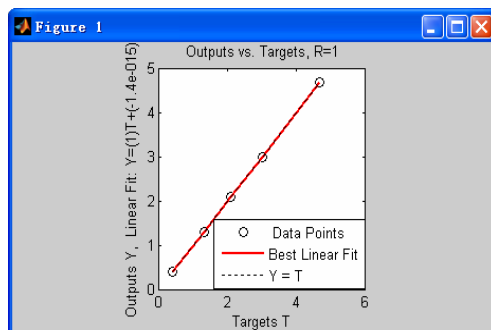 Figure 1
Outputs vs. Targets, R=1
Outputs Y, Linear Fit: Y=(1)T+(-1.4e-015)
5
4
3
2
1
0
0
2
4
6
Data Points
Best Linear Fit
Y = T
Targets T